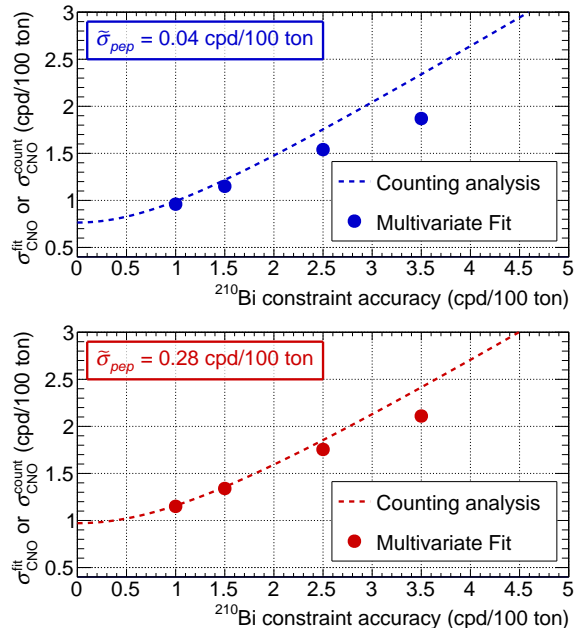 3
2.5
2
1.5
1
0.5
σ̃pep = 0.04 cpd/100 ton
Counting analysis
Multivariate Fit
0 0.5 1 1.5 2 2.5 3 3.5 4 4.5 5
²¹⁰Bi constraint accuracy (cpd/100 ton)
σ^fit_CNO or σ^count_CNO (cpd/100 ton)
3
2.5
2
1.5
1
0.5
σ̃pep = 0.28 cpd/100 ton
Counting analysis
Multivariate Fit
0 0.5 1 1.5 2 2.5 3 3.5 4 4.5 5
²¹⁰Bi constraint accuracy (cpd/100 ton)
σ^fit_CNO or σ^count_CNO (cpd/100 ton)